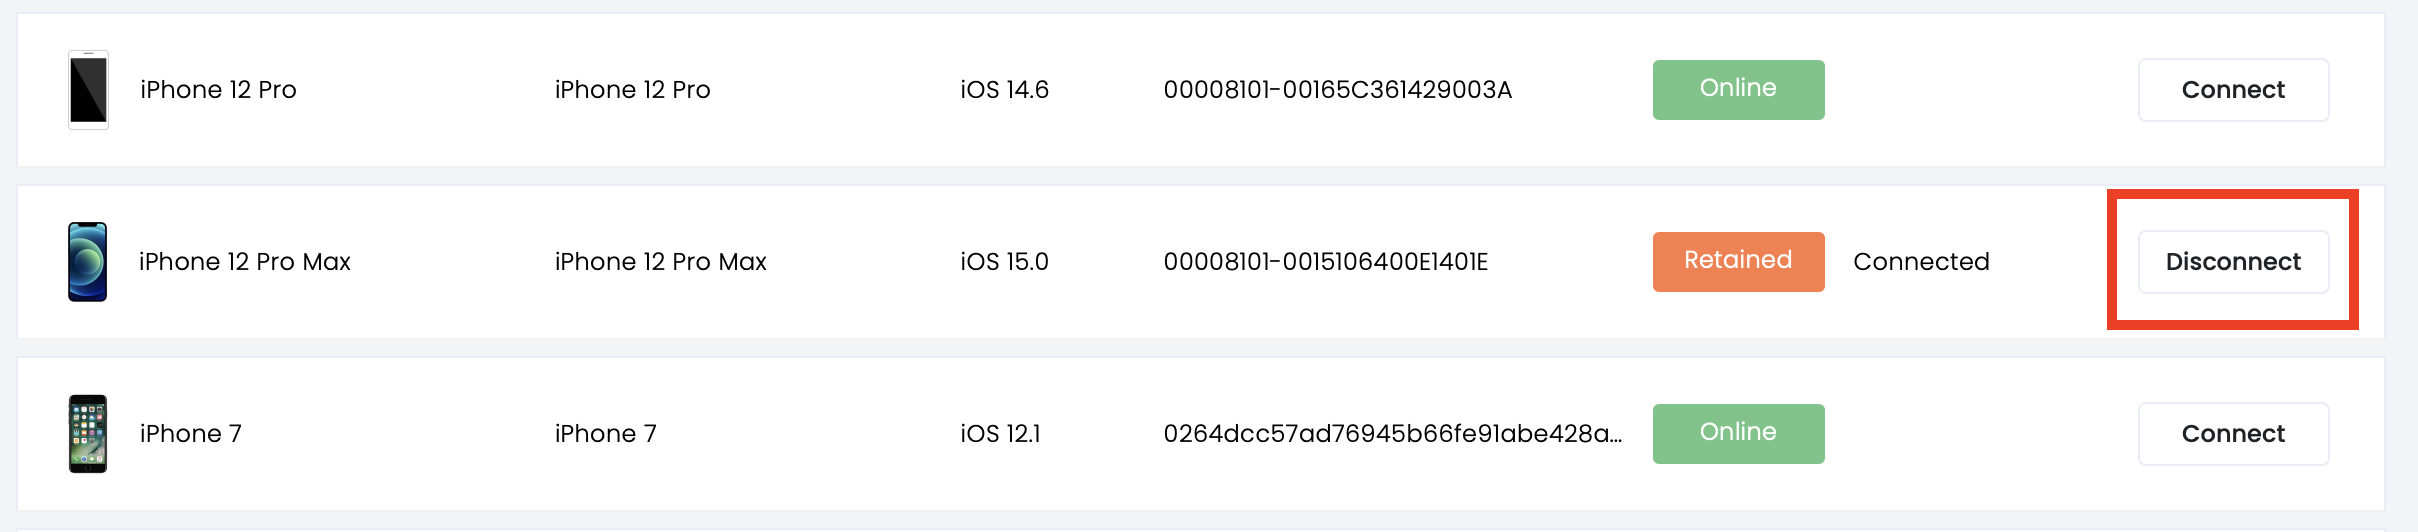 iPhone 12 Pro iPhone 12 Pro iOS 14.6 00008101-00165C361429003A Online Connect
iPhone 12 Pro Max iPhone 12 Pro Max iOS 15.0 00008101-0015106400E1401E Retained Connected Disconnect
iPhone 7 iPhone 7 iOS 12.1 0264dcc57ad76945b66fe91abe428a... Online Connect